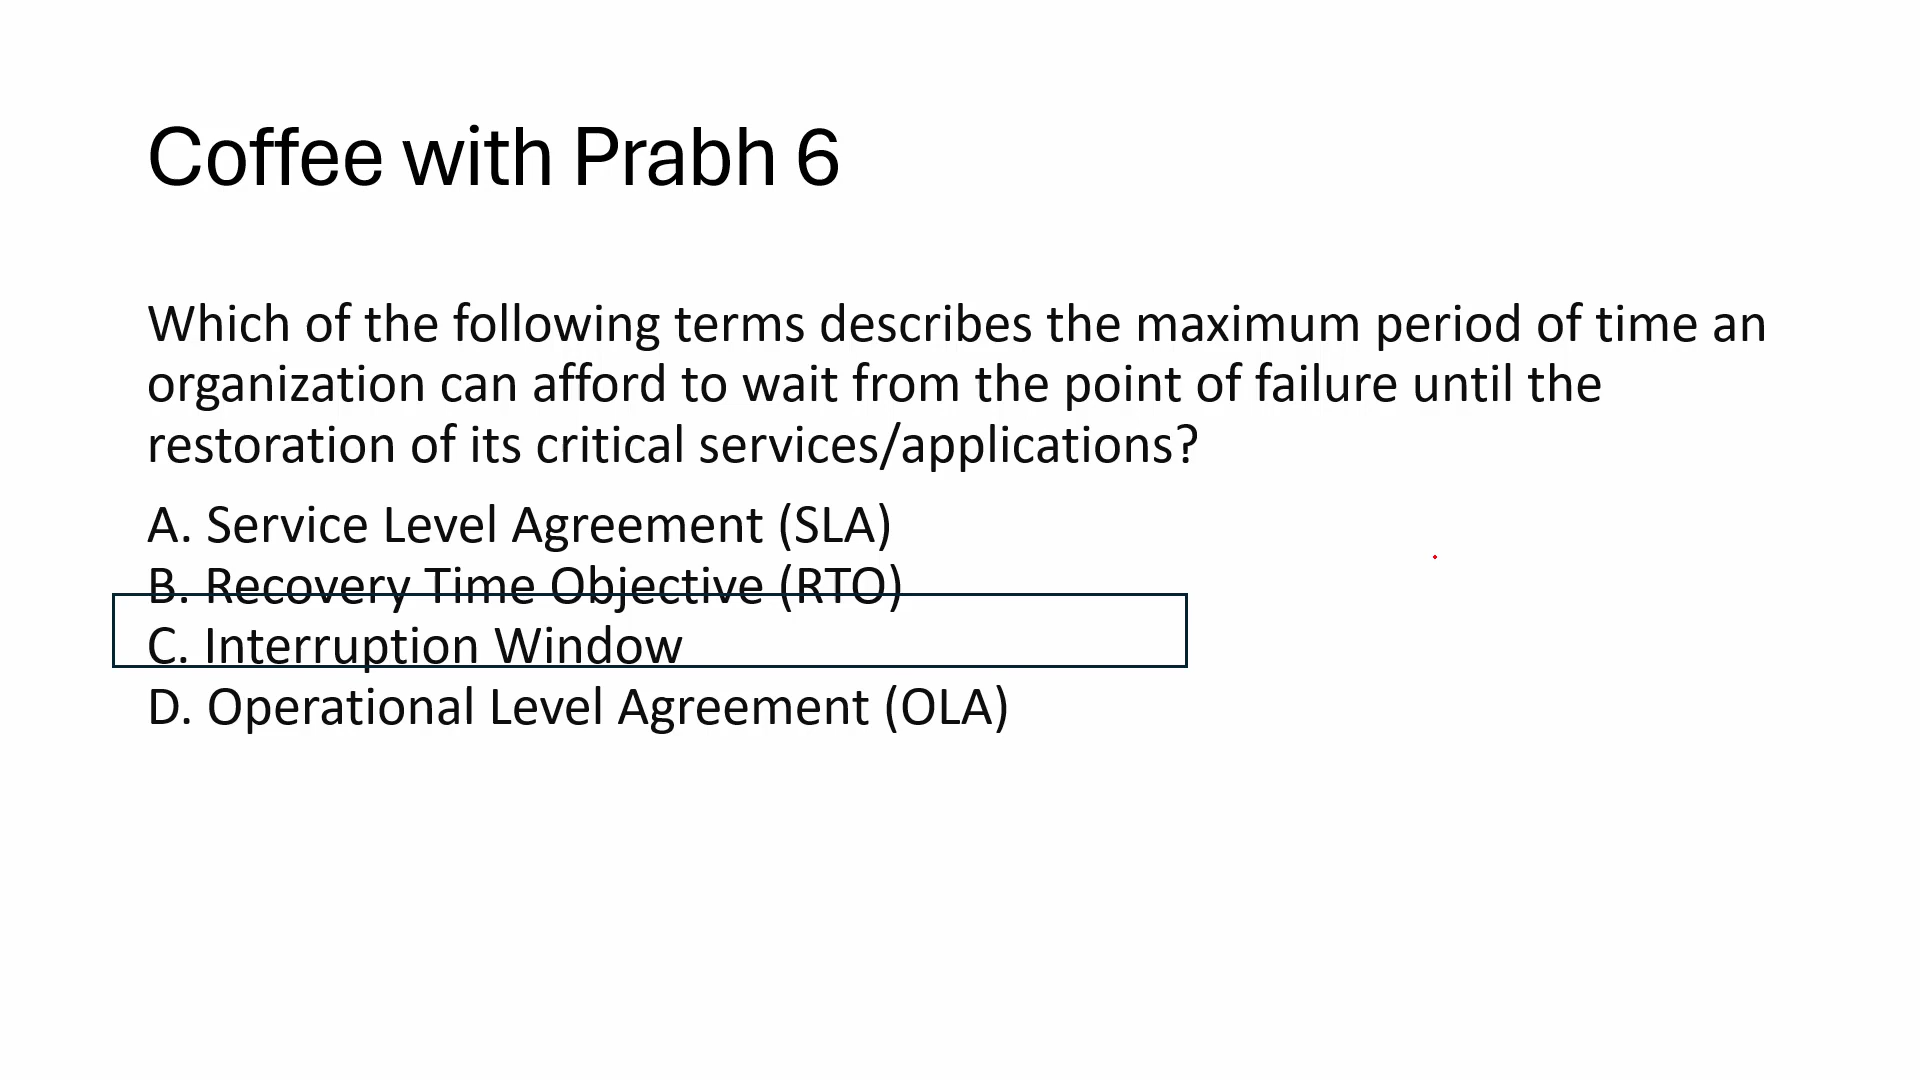 Coffee with Prabh 6
Which of the following terms describes the maximum period of time an
organization can afford to wait from the point of failure until the
restoration of its critical services/applications?
A. Service Level Agreement (SLA)
B. Recovery Time Objective (RTO)
C. Interruption Window
D. Operational Level Agreement (OLA)